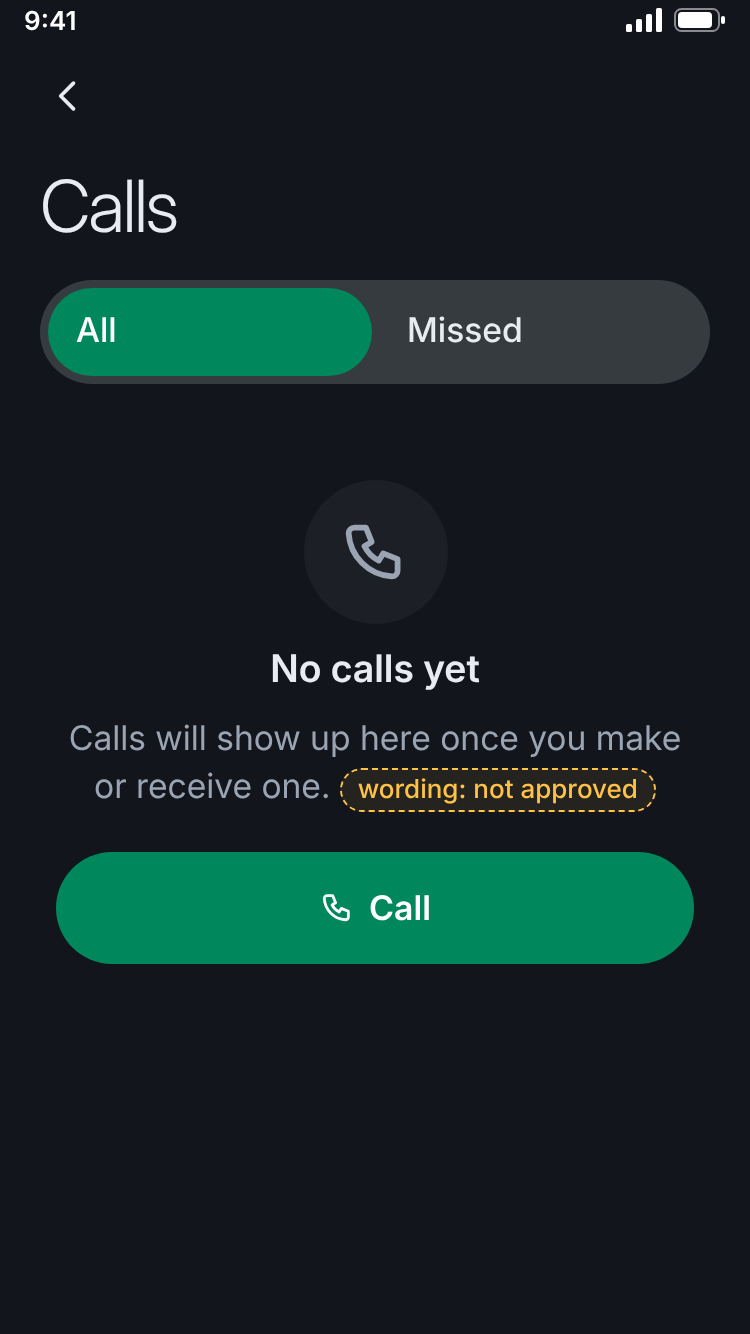 9:41
Calls
All
Missed
No calls yet
Calls will show up here once you make
or receive one. wording: not approved
Call